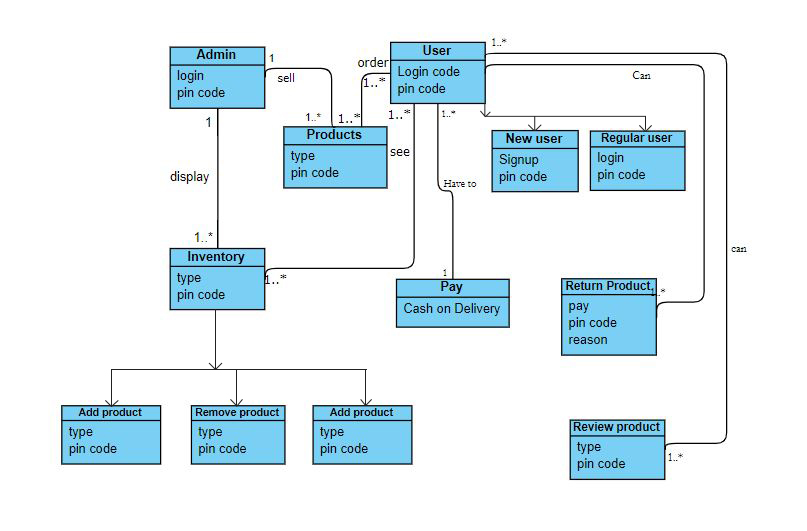 Admin
login
pin code
1
sell
1..*
order
1..*
1..*
User
Login code
pin code
1..*
Can
can
Products
type
pin code
1..*
see
1..*
Have to
1
New user
Signup
pin code
Regular user
login
pin code
1
display
1..*
Inventory
type
pin code
1..*
Pay
Cash on Delivery
Return Product
1..*
pay
pin code
reason
Add product
type
pin code
Remove product
type
pin code
Add product
type
pin code
Review product
type
pin code
1..*